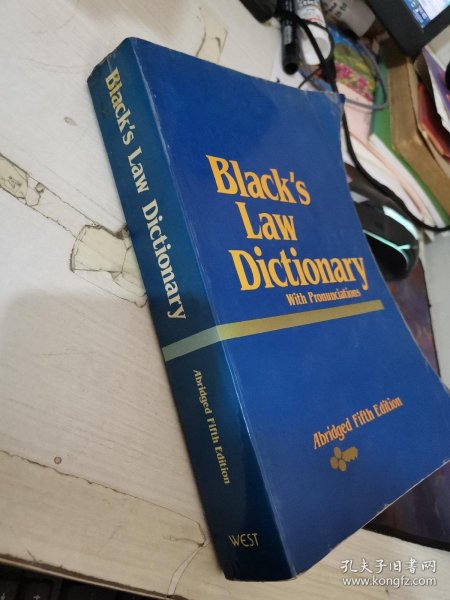 Black's Law Dictionary
Abridged Fifth Edition
WEST
Black's
Law
Dictionary
With Pronunciations
Abridged Fifth Edition
孔夫子旧书网
www.kongfz.com